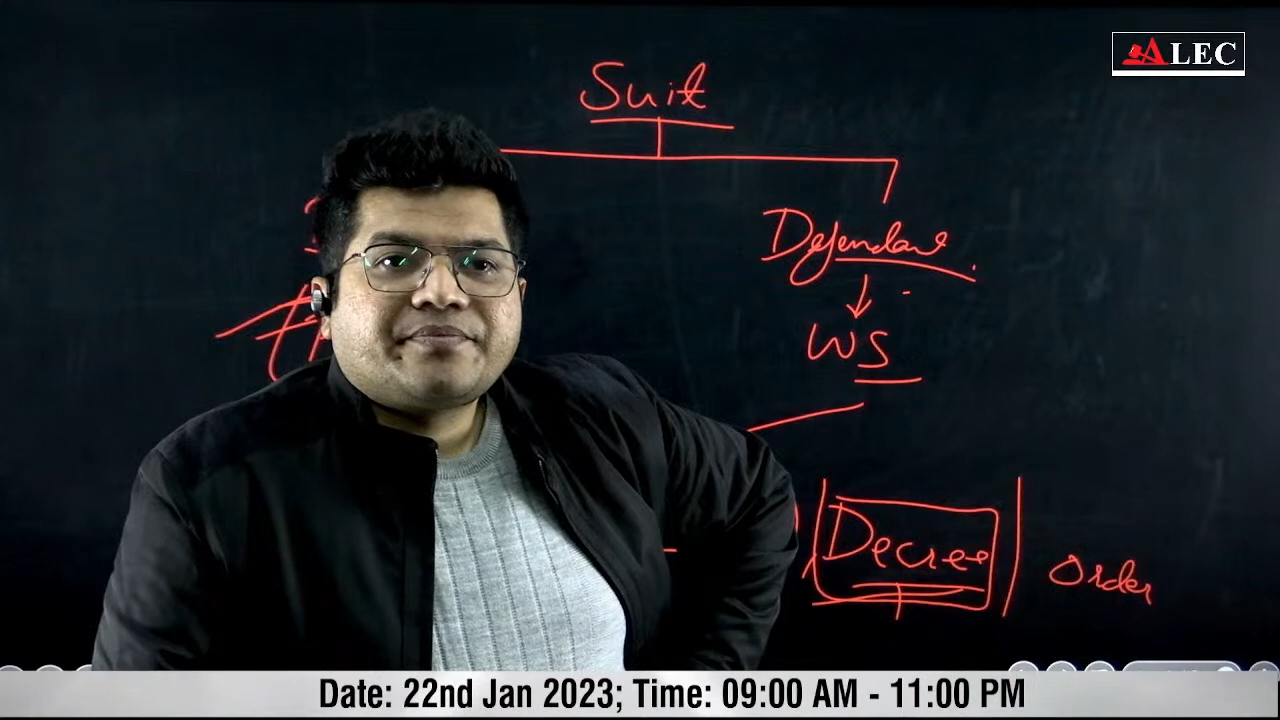 ALEC
Suit
Defendant
WS
Decree
Order
Date: 22nd Jan 2023; Time: 09:00 AM - 11:00 PM